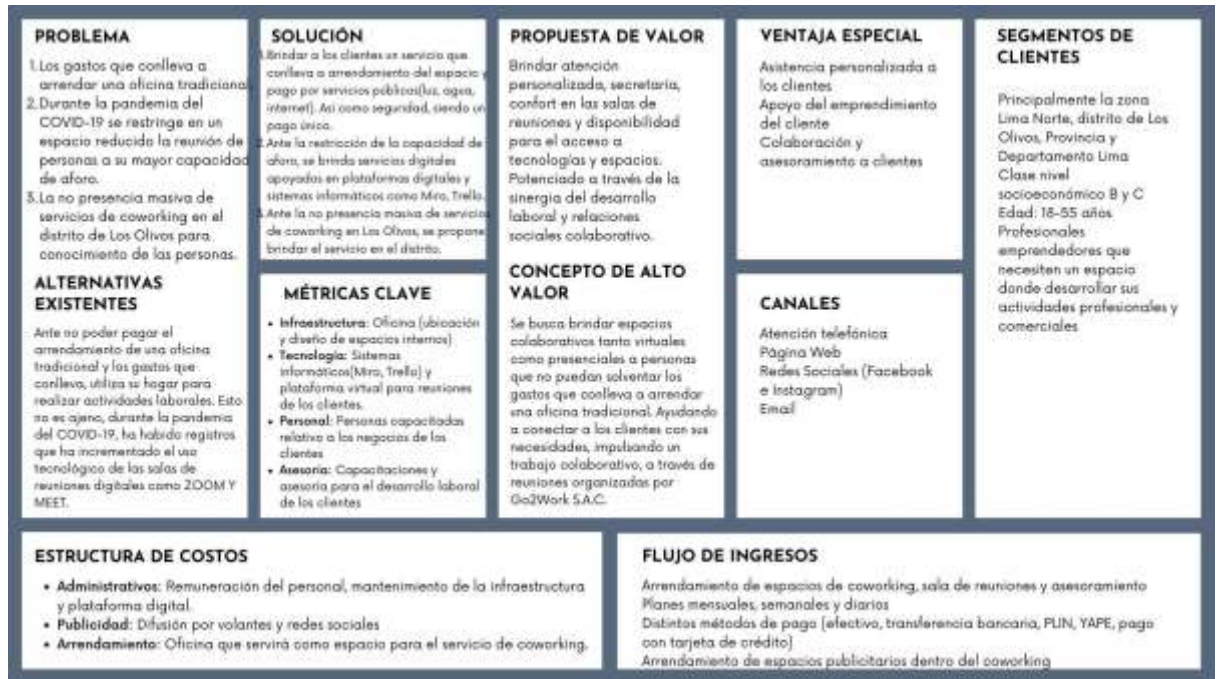 PROBLEMA
1. Los gastos que conlleva a
arrendar una oficina tradicional
2. Durante la pandemia del
COVID-19 se restringe en un
espacio reducido la reunión de
personas a su mayor capacidad
de aforo.
3. La no presencia masiva de
servicios de coworking en el
distrito de Los Olivos para
conocimiento de las personas.
ALTERNATIVAS
EXISTENTES
Ante no poder pagar el
arrendamiento de una oficina
tradicional y los gastos que
conlleva, utiliza su hogar para
realizar actividades laborales. Esto
no es ajeno, durante la pandemia
del COVID-19, ha habido registros
que ha incrementado el uso
tecnológico de las salas de
reuniones digitales como ZOOM Y
MEET.
SOLUCIÓN
1. Brindar a los clientes un servicio que
conlleva a arrendamiento del espacio y
pago por servicios públicos(luz, agua,
internet). Asi como seguridad, siendo un
pago único.
2. Ante la restricción de la capacidad de
aforo, se brinda servicios digitales
apoyados en plataformas digitales y
sistemas informáticos como Miro, Trello.
3. Ante la no presencia masiva de servicios
de coworking en Los Olivos, se propone
brindar el servicio en el distrito.
MÉTRICAS CLAVE
• Infraestructura: Oficina (ubicación
y diseño de espacios internos)
• Tecnología: Sistemas
informáticos(Miro, Trello) y
plataforma virtual para reuniones
de los clientes.
• Personal: Personas capacitadas
relativo a los negocios de los
clientes
• Asesoria: Capacitaciones y
asesoria para el desarrollo laboral
de los clientes
PROPUESTA DE VALOR
Brindar atención
personalizada, secretaria,
confort en las salas de
reuniones y disponibilidad
para el acceso a
tecnologías y espacios.
Potenciado a través de la
sinergia del desarrollo
laboral y relaciones
sociales colaborativo.
CONCEPTO DE ALTO
VALOR
Se busca brindar espacios
colaborativos tanto virtuales
como presenciales a personas
que no puedan solventar los
gastos que conlleva a arrendar
una oficina tradicional. Ayudando
a conectar a los clientes con sus
necesidades, impulsando un
trabajo colaborativo, a través de
reuniones organizadas por
Go2Work S.A.C.
VENTAJA ESPECIAL
Asistencia personalizada a
los clientes
Apoyo del emprendimiento
del cliente
Colaboración y
asesoramiento a clientes
CANALES
Atención telefónica
Página Web
Redes Sociales (Facebook
e Instagram)
Email
SEGMENTOS DE
CLIENTES
Principalmente la zona
Lima Norte, distrito de Los
Olivos, Provincia y
Departamento Lima
Clase nivel
socioeconómico B y C
Edad: 18-55 años
Profesionales
emprendedores que
necesiten un espacio
donde desarrollar sus
actividades profesionales y
comerciales
ESTRUCTURA DE COSTOS
• Administrativos: Remuneración del personal, mantenimiento de la infraestructura
y plataforma digital.
• Publicidad: Difusión por volantes y redes sociales
• Arrendamiento: Oficina que servirá como espacio para el servicio de coworking.
FLUJO DE INGRESOS
Arrendamiento de espacios de coworking, sala de reuniones y asesoramiento
Planes mensuales, semanales y diarios
Distintos métodos de pago (efectivo, transferencia bancaria, PLIN, YAPE, pago
con tarjeta de crédito)
Arrendamiento de espacios publicitarios dentro del coworking